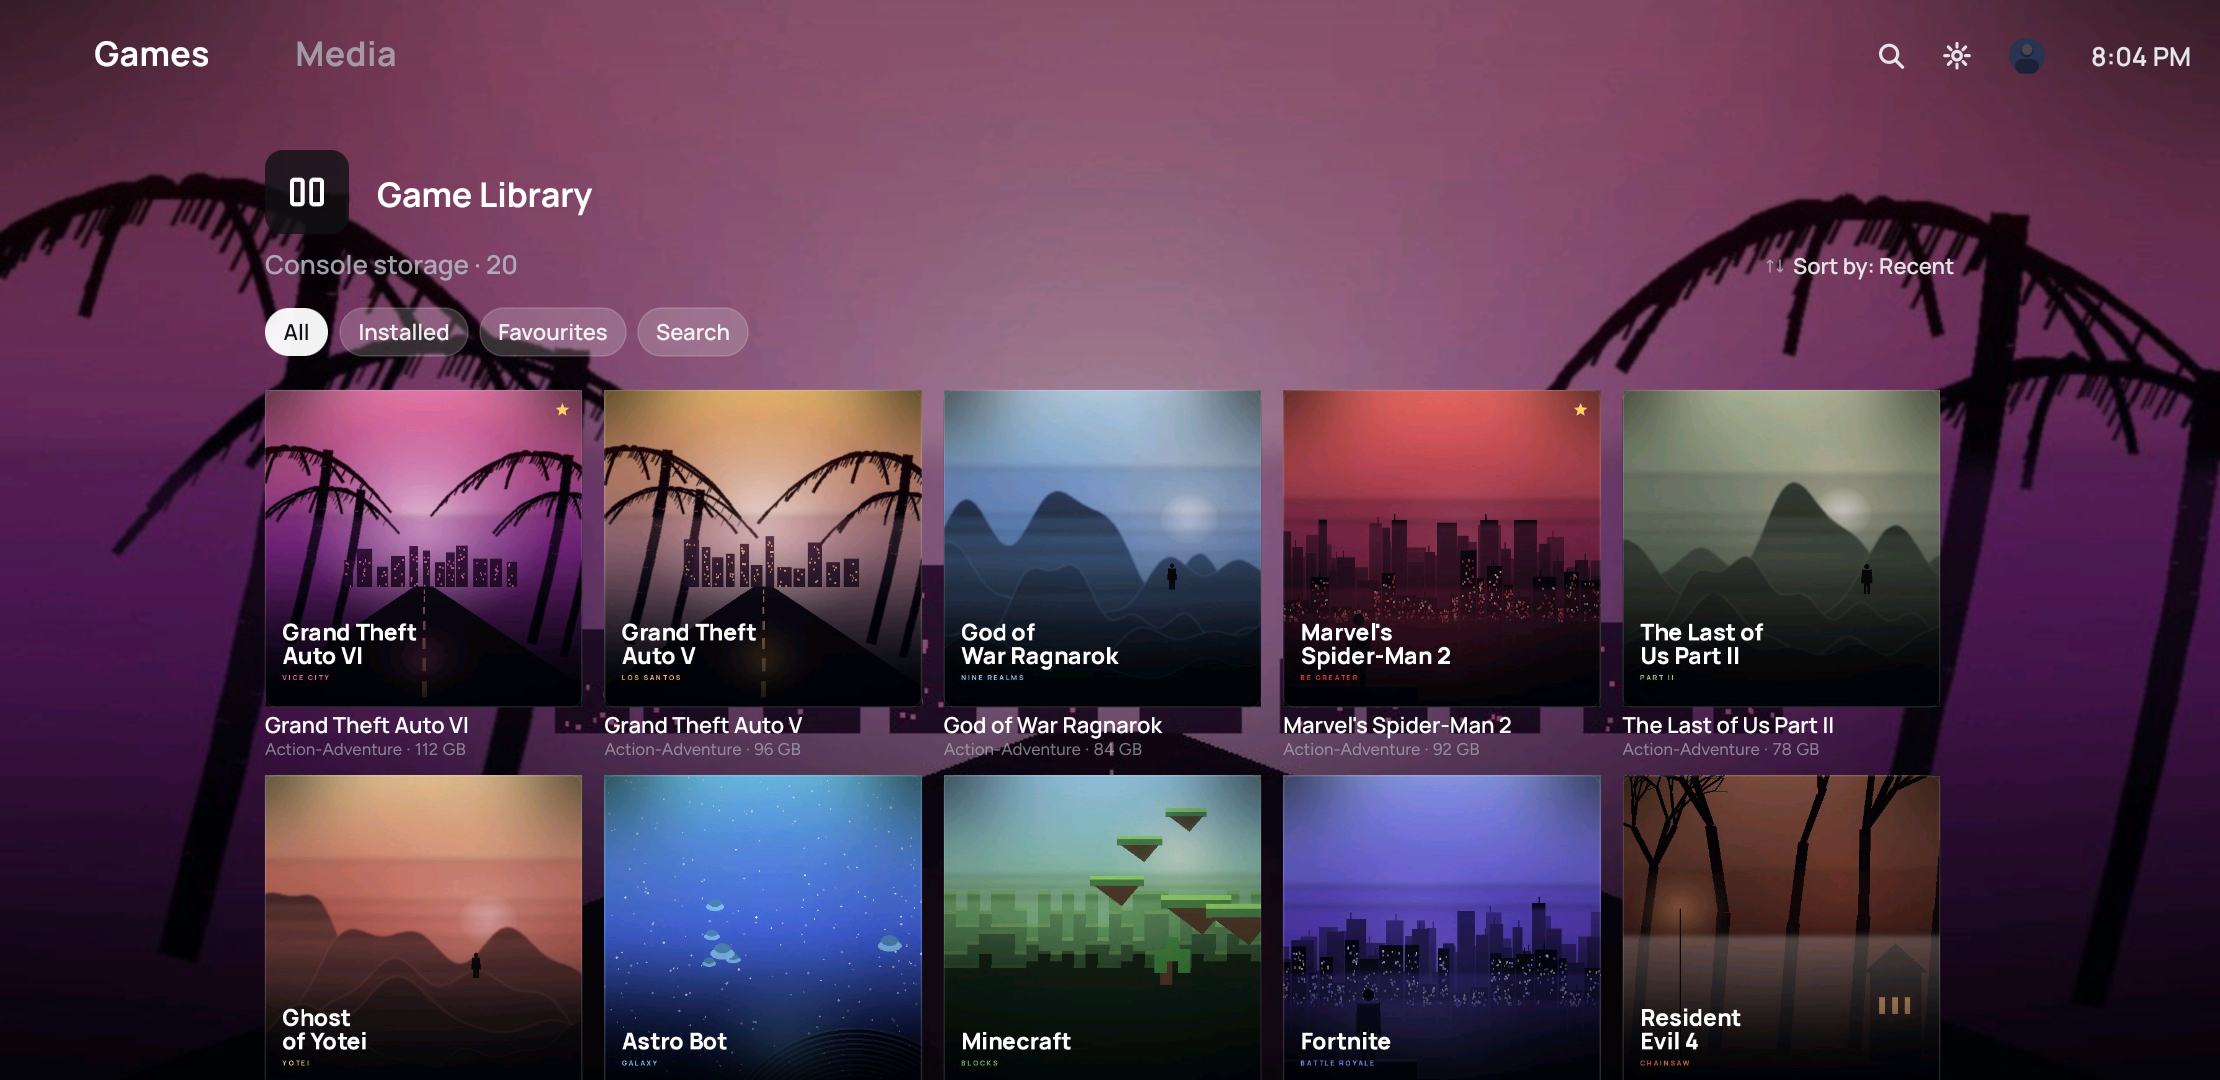 Games
Media
8:04 PM
Game Library
Console storage · 20
↑↓ Sort by: Recent
All
Installed
Favourites
Search
Grand Theft
Auto VI
VICE CITY
Grand Theft Auto VI
Action-Adventure · 112 GB
Grand Theft
Auto V
LOS SANTOS
Grand Theft Auto V
Action-Adventure · 96 GB
God of
War Ragnarok
NINE REALMS
God of War Ragnarok
Action-Adventure · 84 GB
Marvel's
Spider-Man 2
BE GREATER
Marvel's Spider-Man 2
Action-Adventure · 92 GB
The Last of
Us Part II
PART II
The Last of Us Part II
Action-Adventure · 78 GB
Ghost
of Yotei
YOTEI
Astro Bot
GALAXY
Minecraft
BLOCKS
Fortnite
BATTLE ROYALE
Resident
Evil 4
CHAINSAW